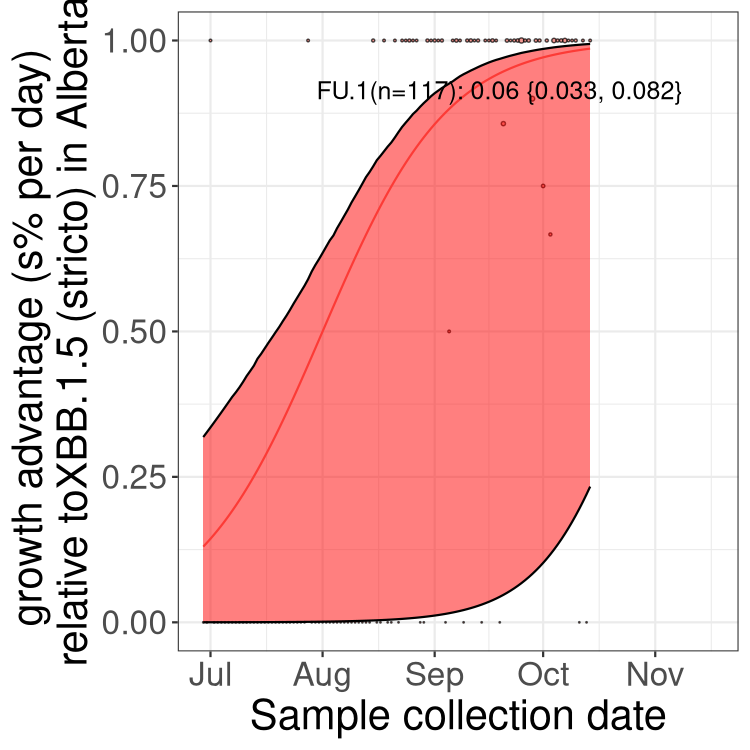 growth advantage (s% per day)
relative toXBB.1.5 (stricto) in Alberta
1.00
0.75
0.50
0.25
0.00
FU.1(n=117): 0.06 {0.033, 0.082}
Jul Aug Sep Oct Nov
Sample collection date